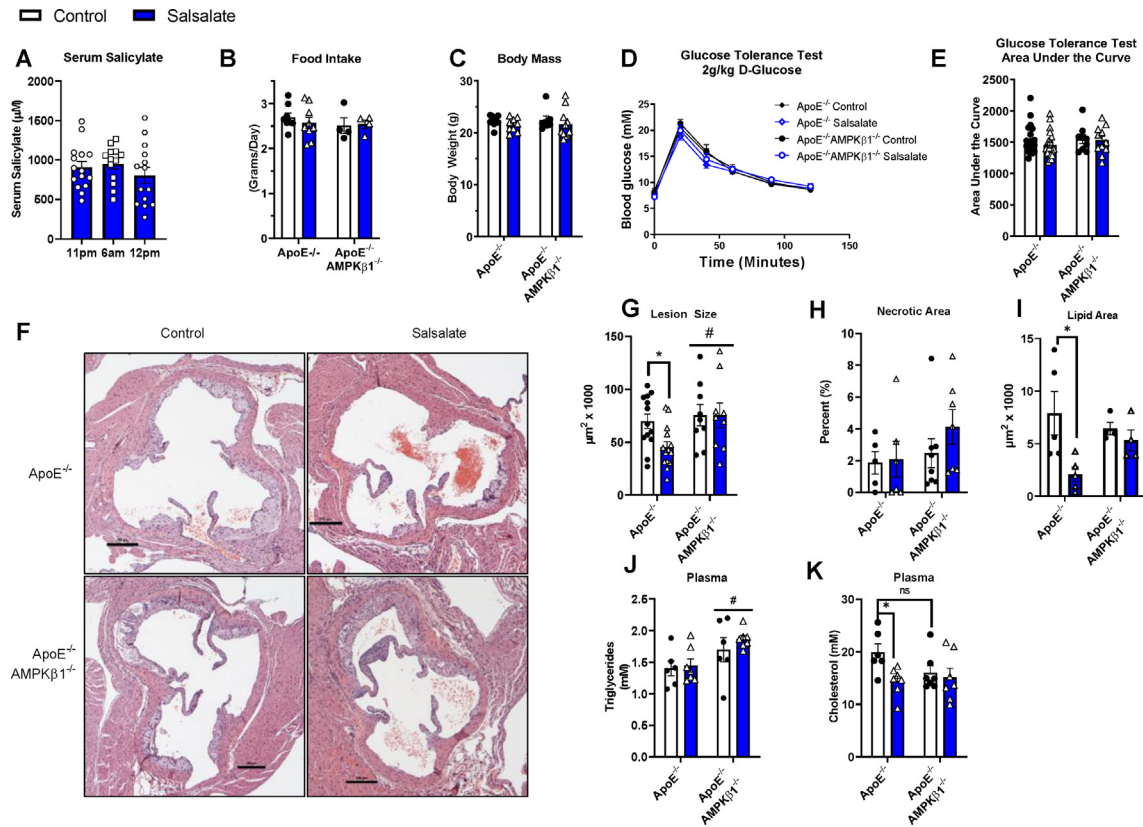 Control Salsalate
A
Serum Salicylate
Serum Salicylate (µM)
2000
1500
1000
500
0
11pm 6am 12pm
B
Food Intake
(Grams/Day)
3
2
1
0
ApoE-/-
ApoE⁻/⁻
AMPKβ1⁻/⁻
C
Body Mass
Body Weight (g)
30
20
10
0
ApoE⁻/⁻
ApoE⁻/⁻
AMPKβ1⁻/⁻
D
Glucose Tolerance Test
2g/kg D-Glucose
Blood glucose (mM)
25
20
15
10
5
0
0 50 100 150
Time (Minutes)
ApoE⁻/⁻ Control
ApoE⁻/⁻ Salsalate
ApoE⁻/⁻AMPKβ1⁻/⁻ Control
ApoE⁻/⁻AMPKβ1⁻/⁻ Salsalate
E
Glucose Tolerance Test
Area Under the Curve
Area Under the Curve
2500
2000
1500
1000
500
0
ApoE⁻/⁻
ApoE⁻/⁻
AMPKβ1⁻/⁻
F
Control Salsalate
ApoE⁻/⁻
ApoE⁻/⁻
AMPKβ1⁻/⁻
G
Lesion Size
µm² x 1000
150
100
50
0
*
#
ApoE⁻/⁻
ApoE⁻/⁻
AMPKβ1⁻/⁻
H
Necrotic Area
Percent (%)
10
8
6
4
2
0
ApoE⁻/⁻
ApoE⁻/⁻
AMPKβ1⁻/⁻
I
Lipid Area
µm² x 1000
15
10
5
0
*
ApoE⁻/⁻
ApoE⁻/⁻
AMPKβ1⁻/⁻
J
Plasma
Triglycerides
(mM)
2.5
2.0
1.5
1.0
0.5
0.0
#
ApoE⁻/⁻
ApoE⁻/⁻
AMPKβ1⁻/⁻
K
Plasma
ns
*
Cholesterol (mM)
30
20
10
0
ApoE⁻/⁻
ApoE⁻/⁻
AMPKβ1⁻/⁻